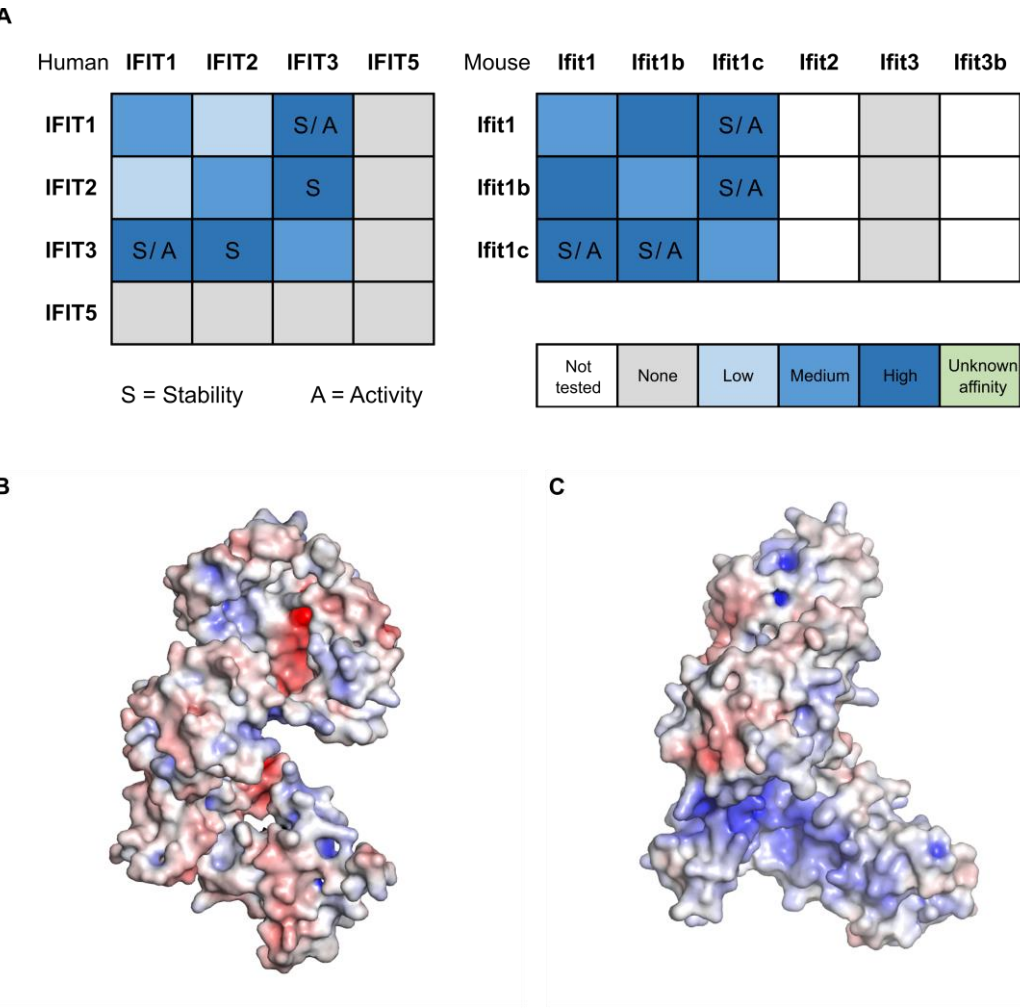 A
Human IFIT1 IFIT2 IFIT3 IFIT5
IFIT1 S/ A
IFIT2 S
IFIT3 S/ A S
IFIT5
S = Stability A = Activity
Mouse Ifit1 Ifit1b Ifit1c Ifit2 Ifit3 Ifit3b
Ifit1 S/ A
Ifit1b S/ A
Ifit1c S/ A S/ A
Not tested None Low Medium High Unknown affinity
B
C